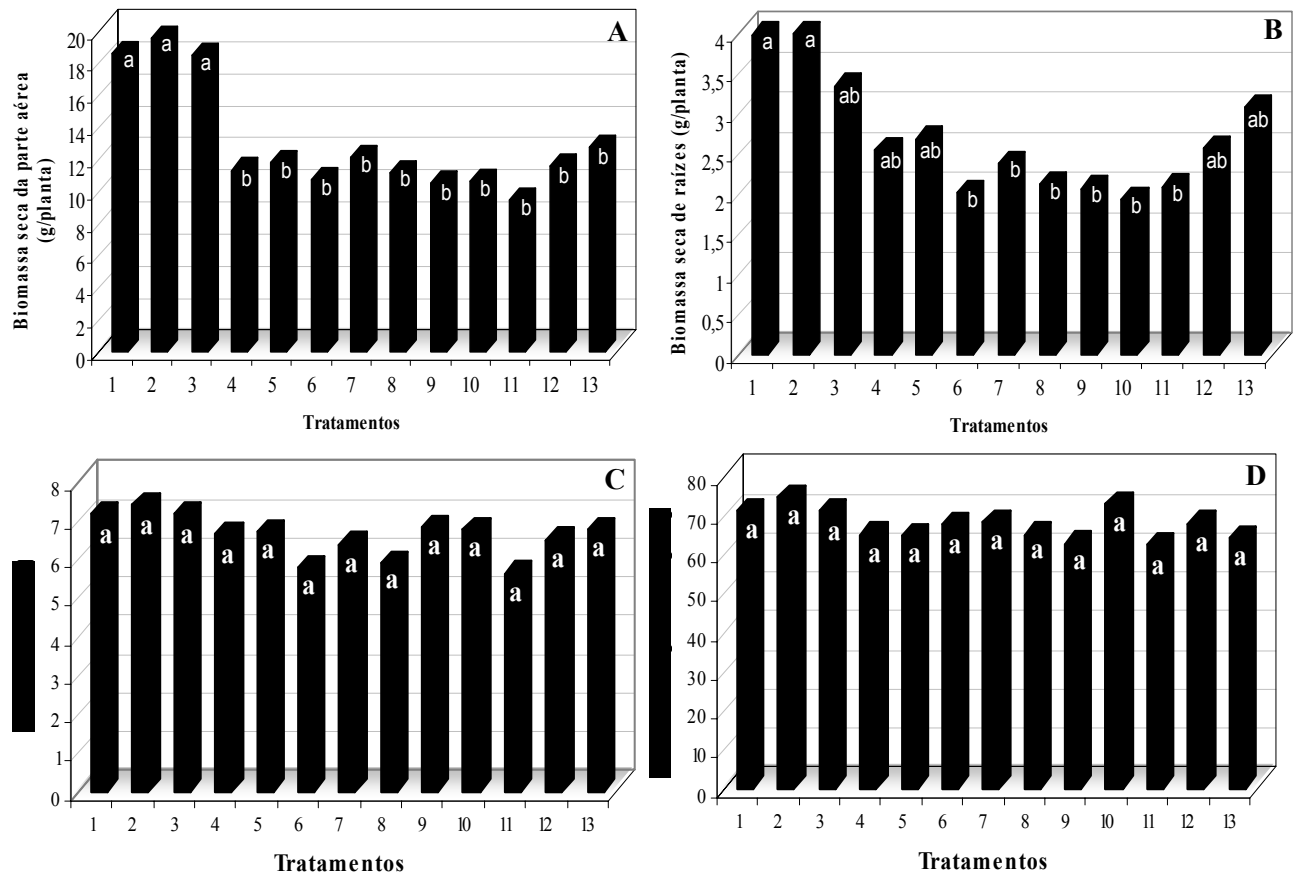 A
Biomassa seca da parte aérea
(g/planta)
20
18
16
14
12
10
8
6
4
2
0
a a a b b b b b b b b b b
1 2 3 4 5 6 7 8 9 10 11 12 13
Tratamentos
B
Biomassa seca de raízes (g/planta)
4
3,5
3
2,5
2
1,5
1
0,5
0
a a ab ab ab b b b b b b ab ab
1 2 3 4 5 6 7 8 9 10 11 12 13
Tratamentos
C
8
7
6
5
4
3
2
1
0
a a a a a a a a a a a a a
1 2 3 4 5 6 7 8 9 10 11 12 13
Tratamentos
D
80
70
60
50
40
30
20
10
0
a a a a a a a a a a a a a
1 2 3 4 5 6 7 8 9 10 11 12 13
Tratamentos